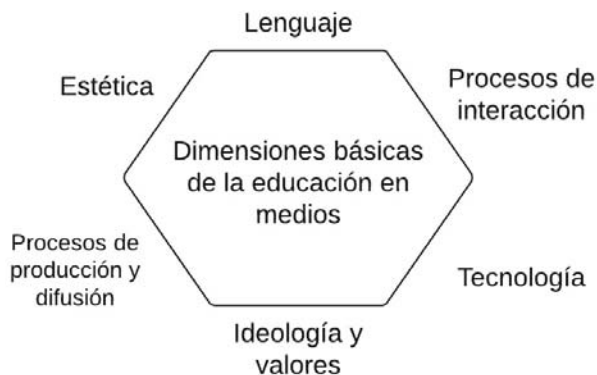 Lenguaje
Estética
Procesos de
interacción
Dimensiones básicas
de la educación en
medios
Procesos de
producción y
difusión
Tecnología
Ideología y
valores